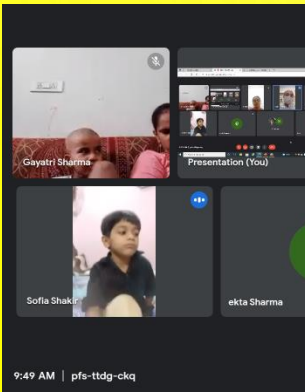 Gayatri Sharma
Presentation (You)
Sofia Shakir
ekta Sharma
9:49 AM | pfs-ttdg-ckq